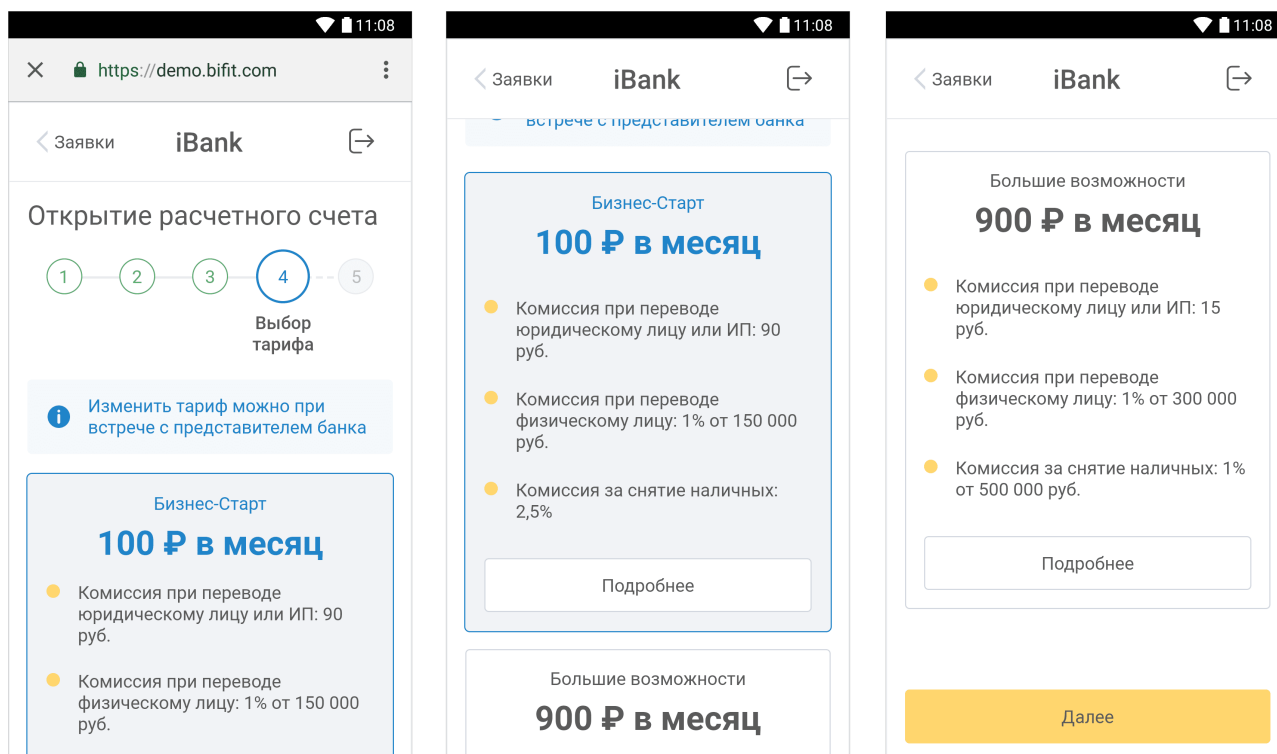 11:08
https://demo.bifit.com
Заявки
iBank
Открытие расчетного счета
1
2
3
4
5
Выбор
тарифа
Изменить тариф можно при
встрече с представителем банка
Бизнес-Старт
100 ₽ в месяц
Комиссия при переводе
юридическому лицу или ИП: 90
руб.
Комиссия при переводе
физическому лицу: 1% от 150 000
руб.
11:08
Заявки
iBank
встрече с представителем банка
Бизнес-Старт
100 ₽ в месяц
Комиссия при переводе
юридическому лицу или ИП: 90
руб.
Комиссия при переводе
физическому лицу: 1% от 150 000
руб.
Комиссия за снятие наличных:
2,5%
Подробнее
Большие возможности
900 ₽ в месяц
11:08
Заявки
iBank
Большие возможности
900 ₽ в месяц
Комиссия при переводе
юридическому лицу или ИП: 15
руб.
Комиссия при переводе
физическому лицу: 1% от 300 000
руб.
Комиссия за снятие наличных: 1%
от 500 000 руб.
Подробнее
Далее